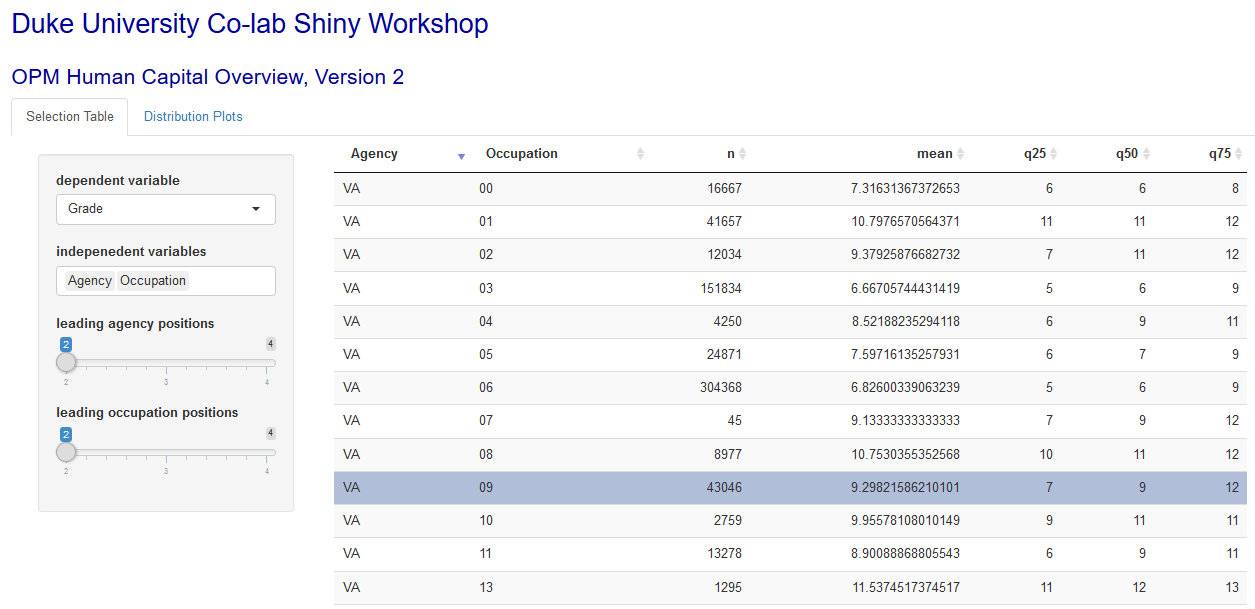 Duke University Co-lab Shiny Workshop
OPM Human Capital Overview, Version 2
Selection Table Distribution Plots
dependent variable
Grade
indepenedent variables
Agency Occupation
leading agency positions
2 4
2 3 4
leading occupation positions
2 4
2 3 4
Agency Occupation n mean q25 q50 q75
VA 00 16667 7.31631367372653 6 6 8
VA 01 41657 10.7976570564371 11 11 12
VA 02 12034 9.37925876682732 7 11 12
VA 03 151834 6.66705744431419 5 6 9
VA 04 4250 8.52188235294118 6 9 11
VA 05 24871 7.59716135257931 6 7 9
VA 06 304368 6.82600339063239 5 6 9
VA 07 45 9.13333333333333 7 9 12
VA 08 8977 10.7530355352568 10 11 12
VA 09 43046 9.29821586210101 7 9 12
VA 10 2759 9.95578108010149 9 11 11
VA 11 13278 8.90088868805543 6 9 11
VA 13 1295 11.5374517374517 11 12 13